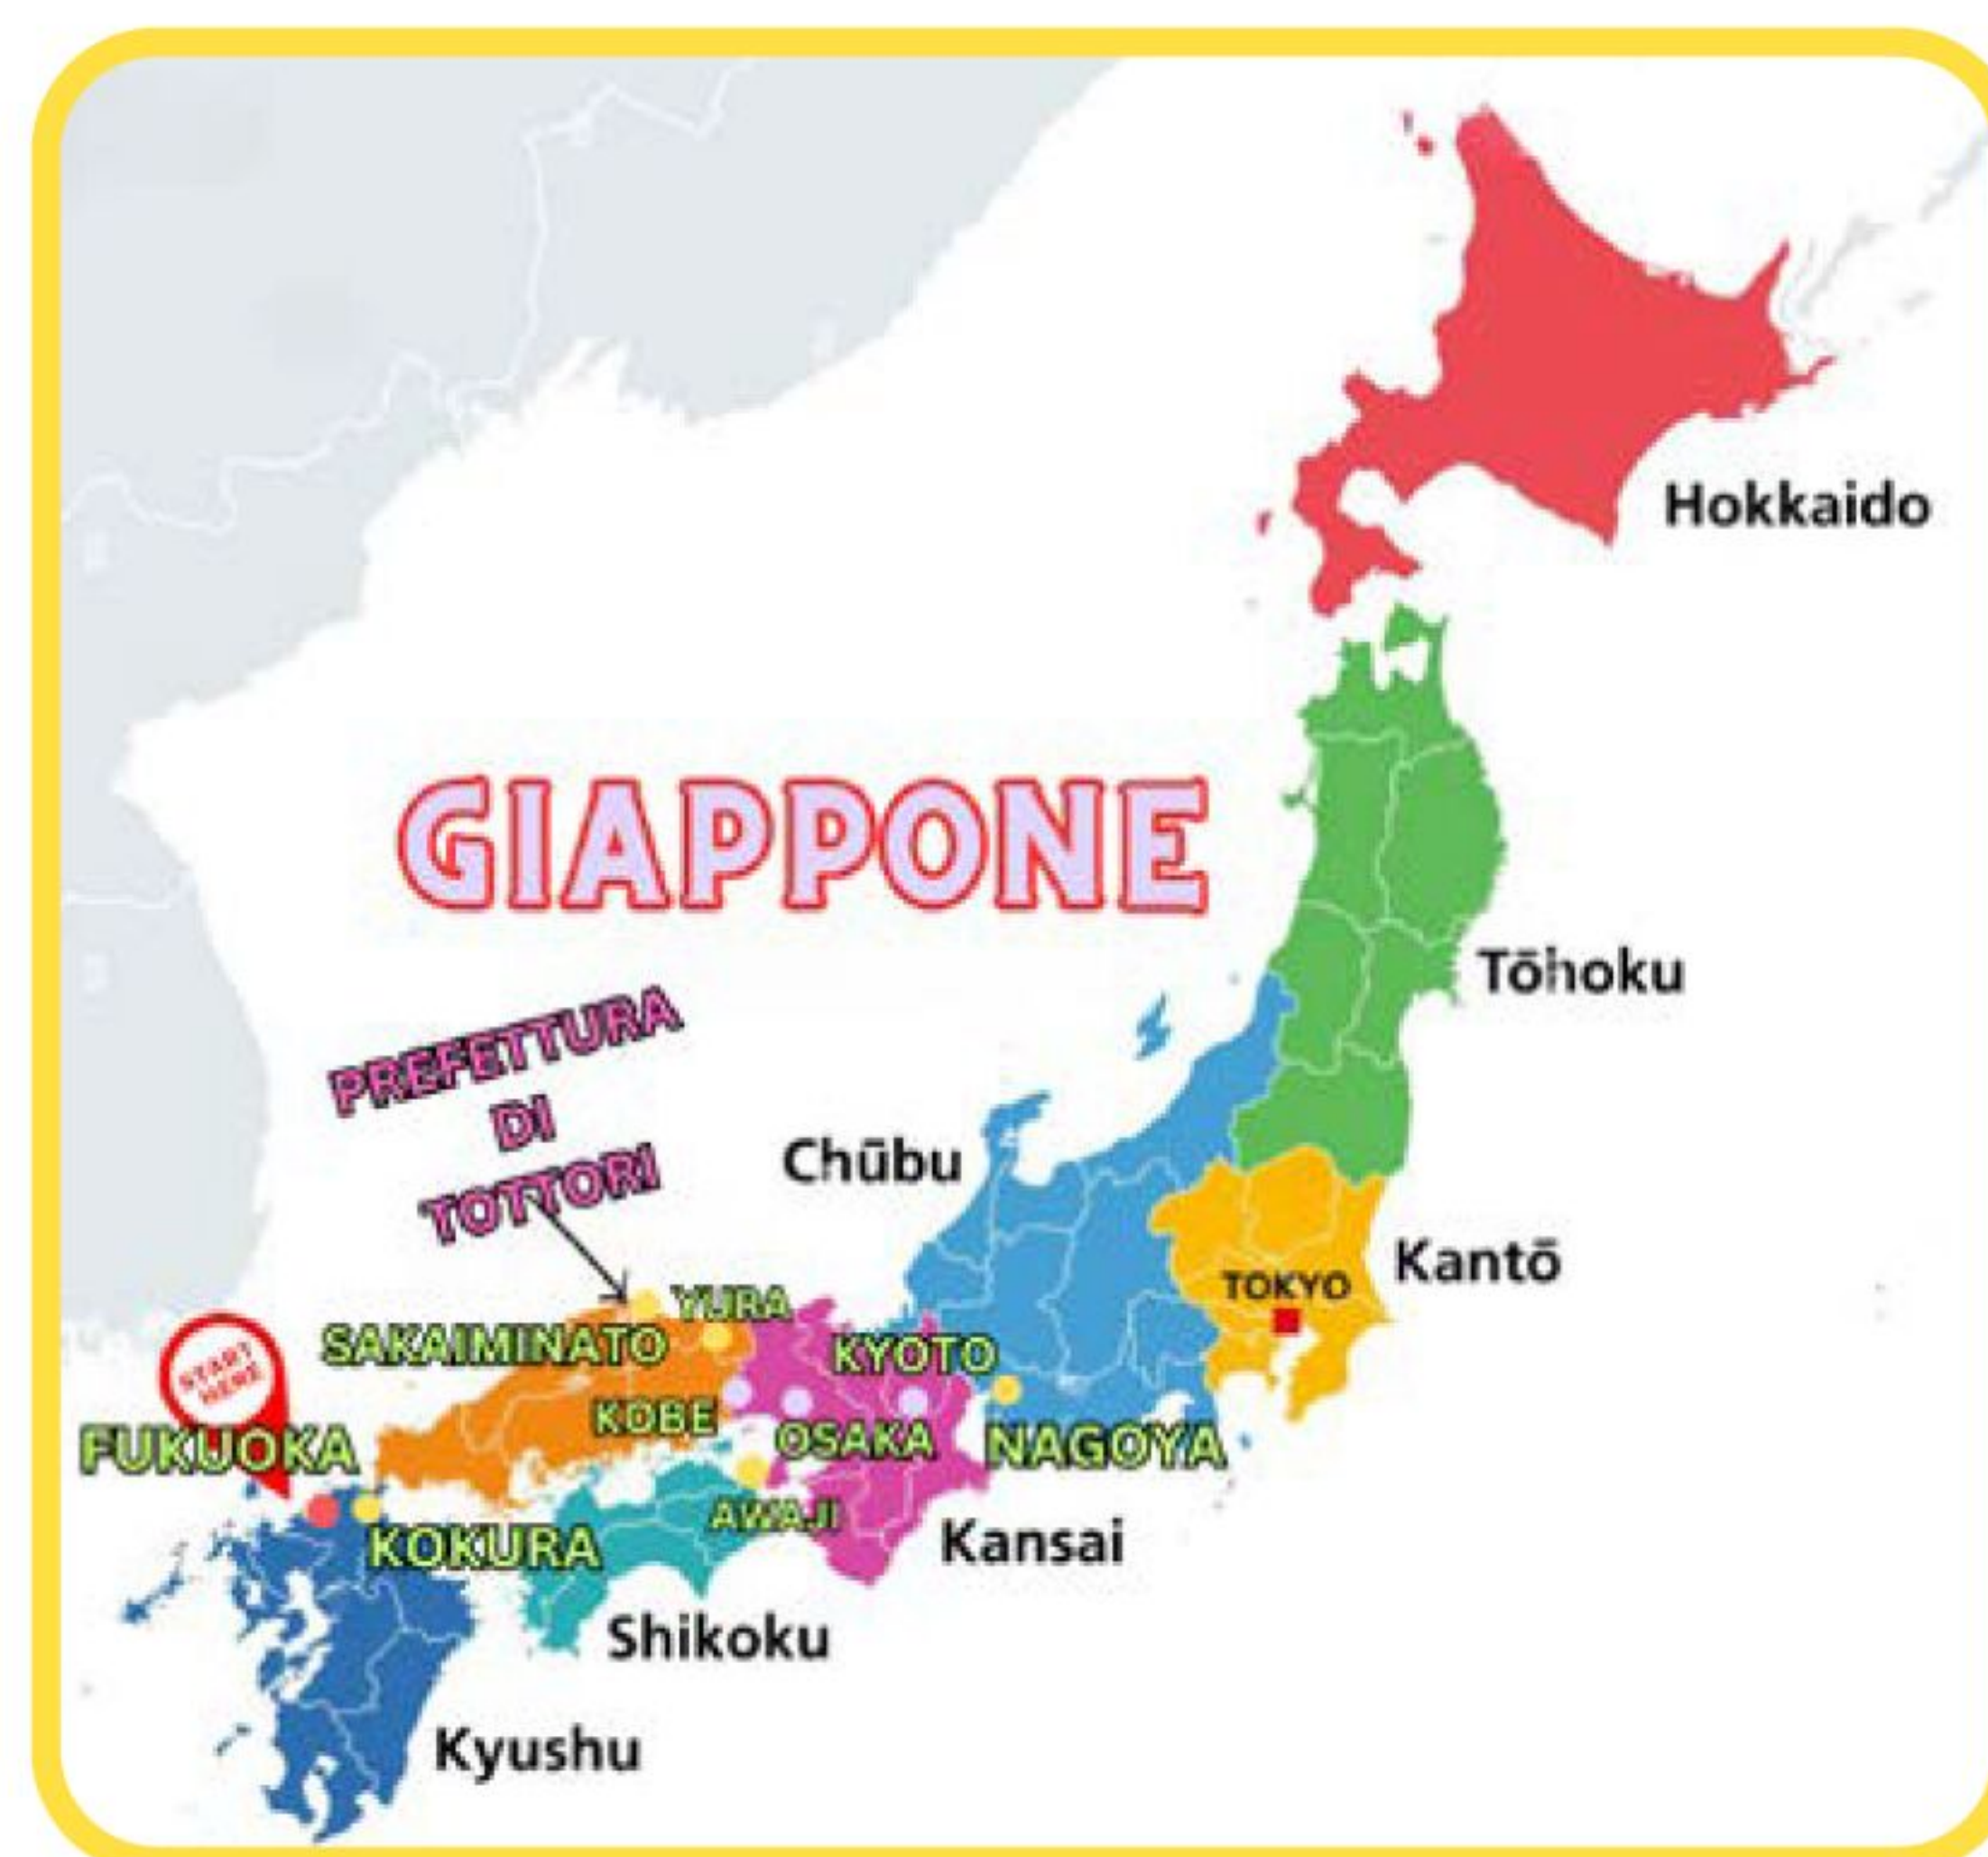 Hokkaido
GIAPPONE
Tōhoku
PREFETTURA
DI
TOTTORI
Chūbu
Kantō
TOKYO
YURA
SAKAIMINATO
KYOTO
START
HERE
KOBE
OSAKA
NAGOYA
FUKUOKA
AWAJI
KOKURA
Kansai
Shikoku
Kyushu